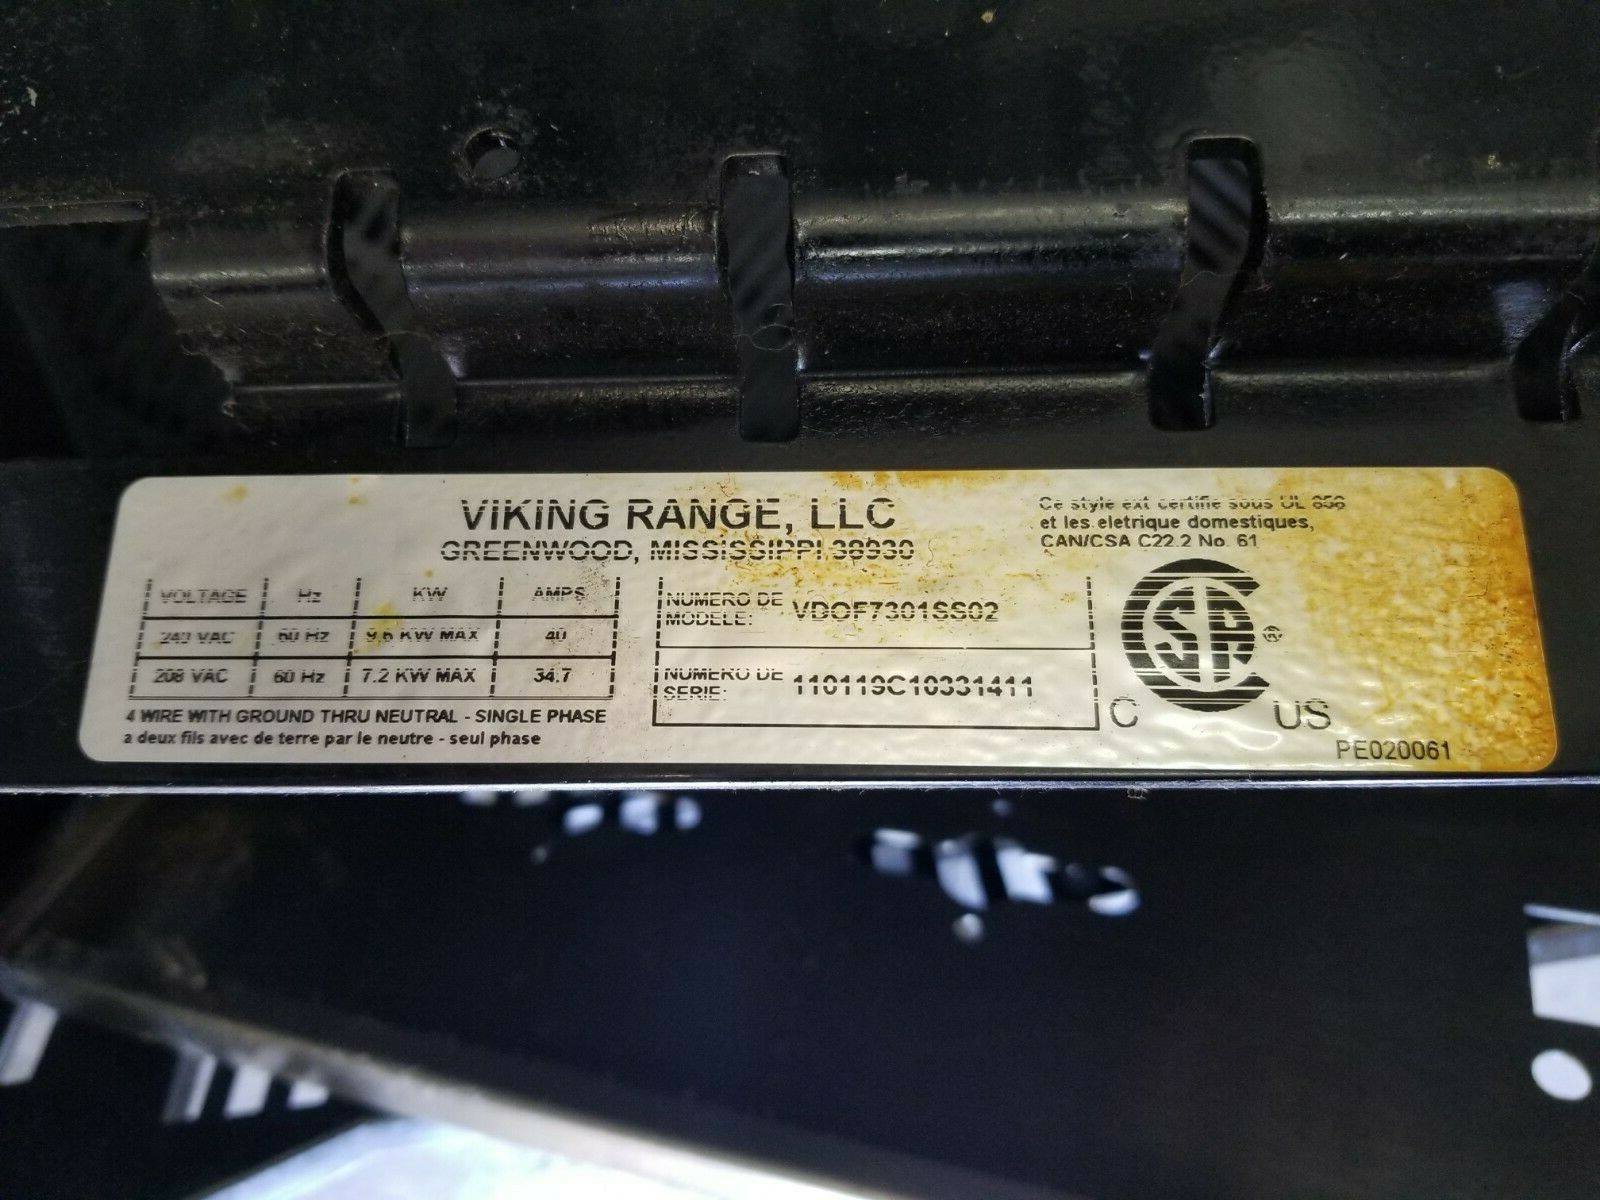 VIKING RANGE, LLC
GREENWOOD, MISSISSIPPI 38930
Ce style ext certifie sous UL 858
et les eletrique domestiques,
CAN/CSA C22.2 No. 61
VOLTAGE Hz KW AMPS
240 VAC 60 Hz 9.6 KW MAX 40
208 VAC 60 Hz 7.2 KW MAX 34.7
4 WIRE WITH GROUND THRU NEUTRAL - SINGLE PHASE
a deux fils avec de terre par le neutre - seul phase
NUMERO DE
MODELE: VDOF7301SS02
NUMERO DE
SERIE: 110119C10331411
CSA ®
C US
PE020061